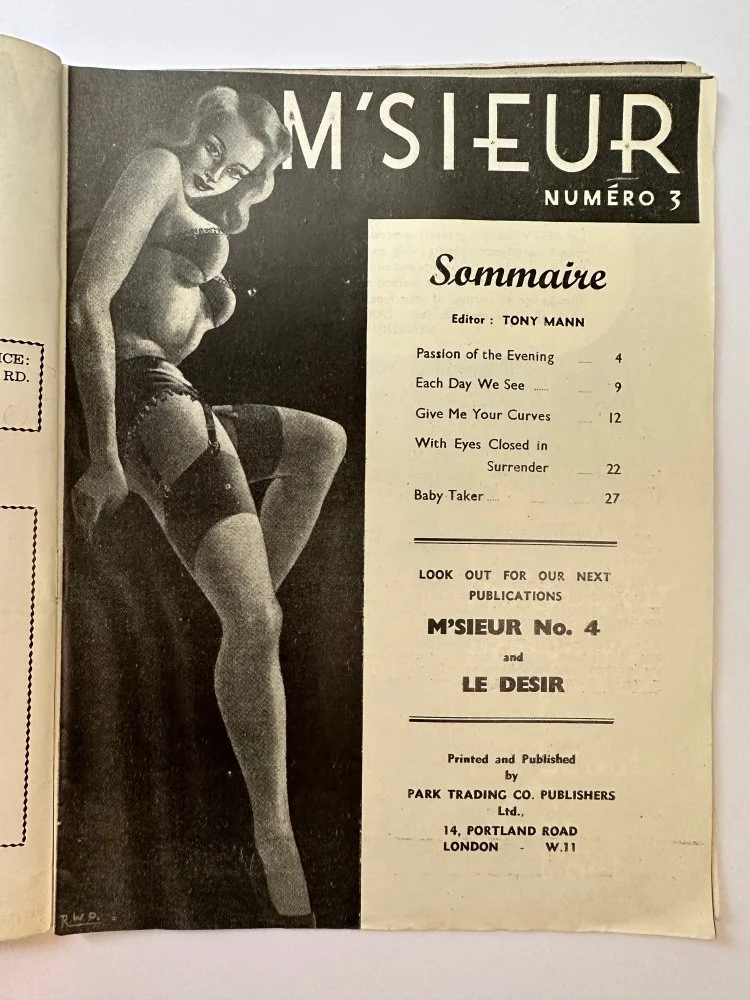 ICE:
RD.
M'SIEUR
NUMÉRO 3
Sommaire
Editor : TONY MANN
Passion of the Evening ..... 4
Each Day We See ..... 9
Give Me Your Curves ..... 12
With Eyes Closed in
Surrender ..... 22
Baby Taker ..... ..... 27
LOOK OUT FOR OUR NEXT
PUBLICATIONS
M'SIEUR No. 4
and
LE DESIR
Printed and Published
by
PARK TRADING CO. PUBLISHERS
Ltd.,
14, PORTLAND ROAD
LONDON - W.11
R.W.P.